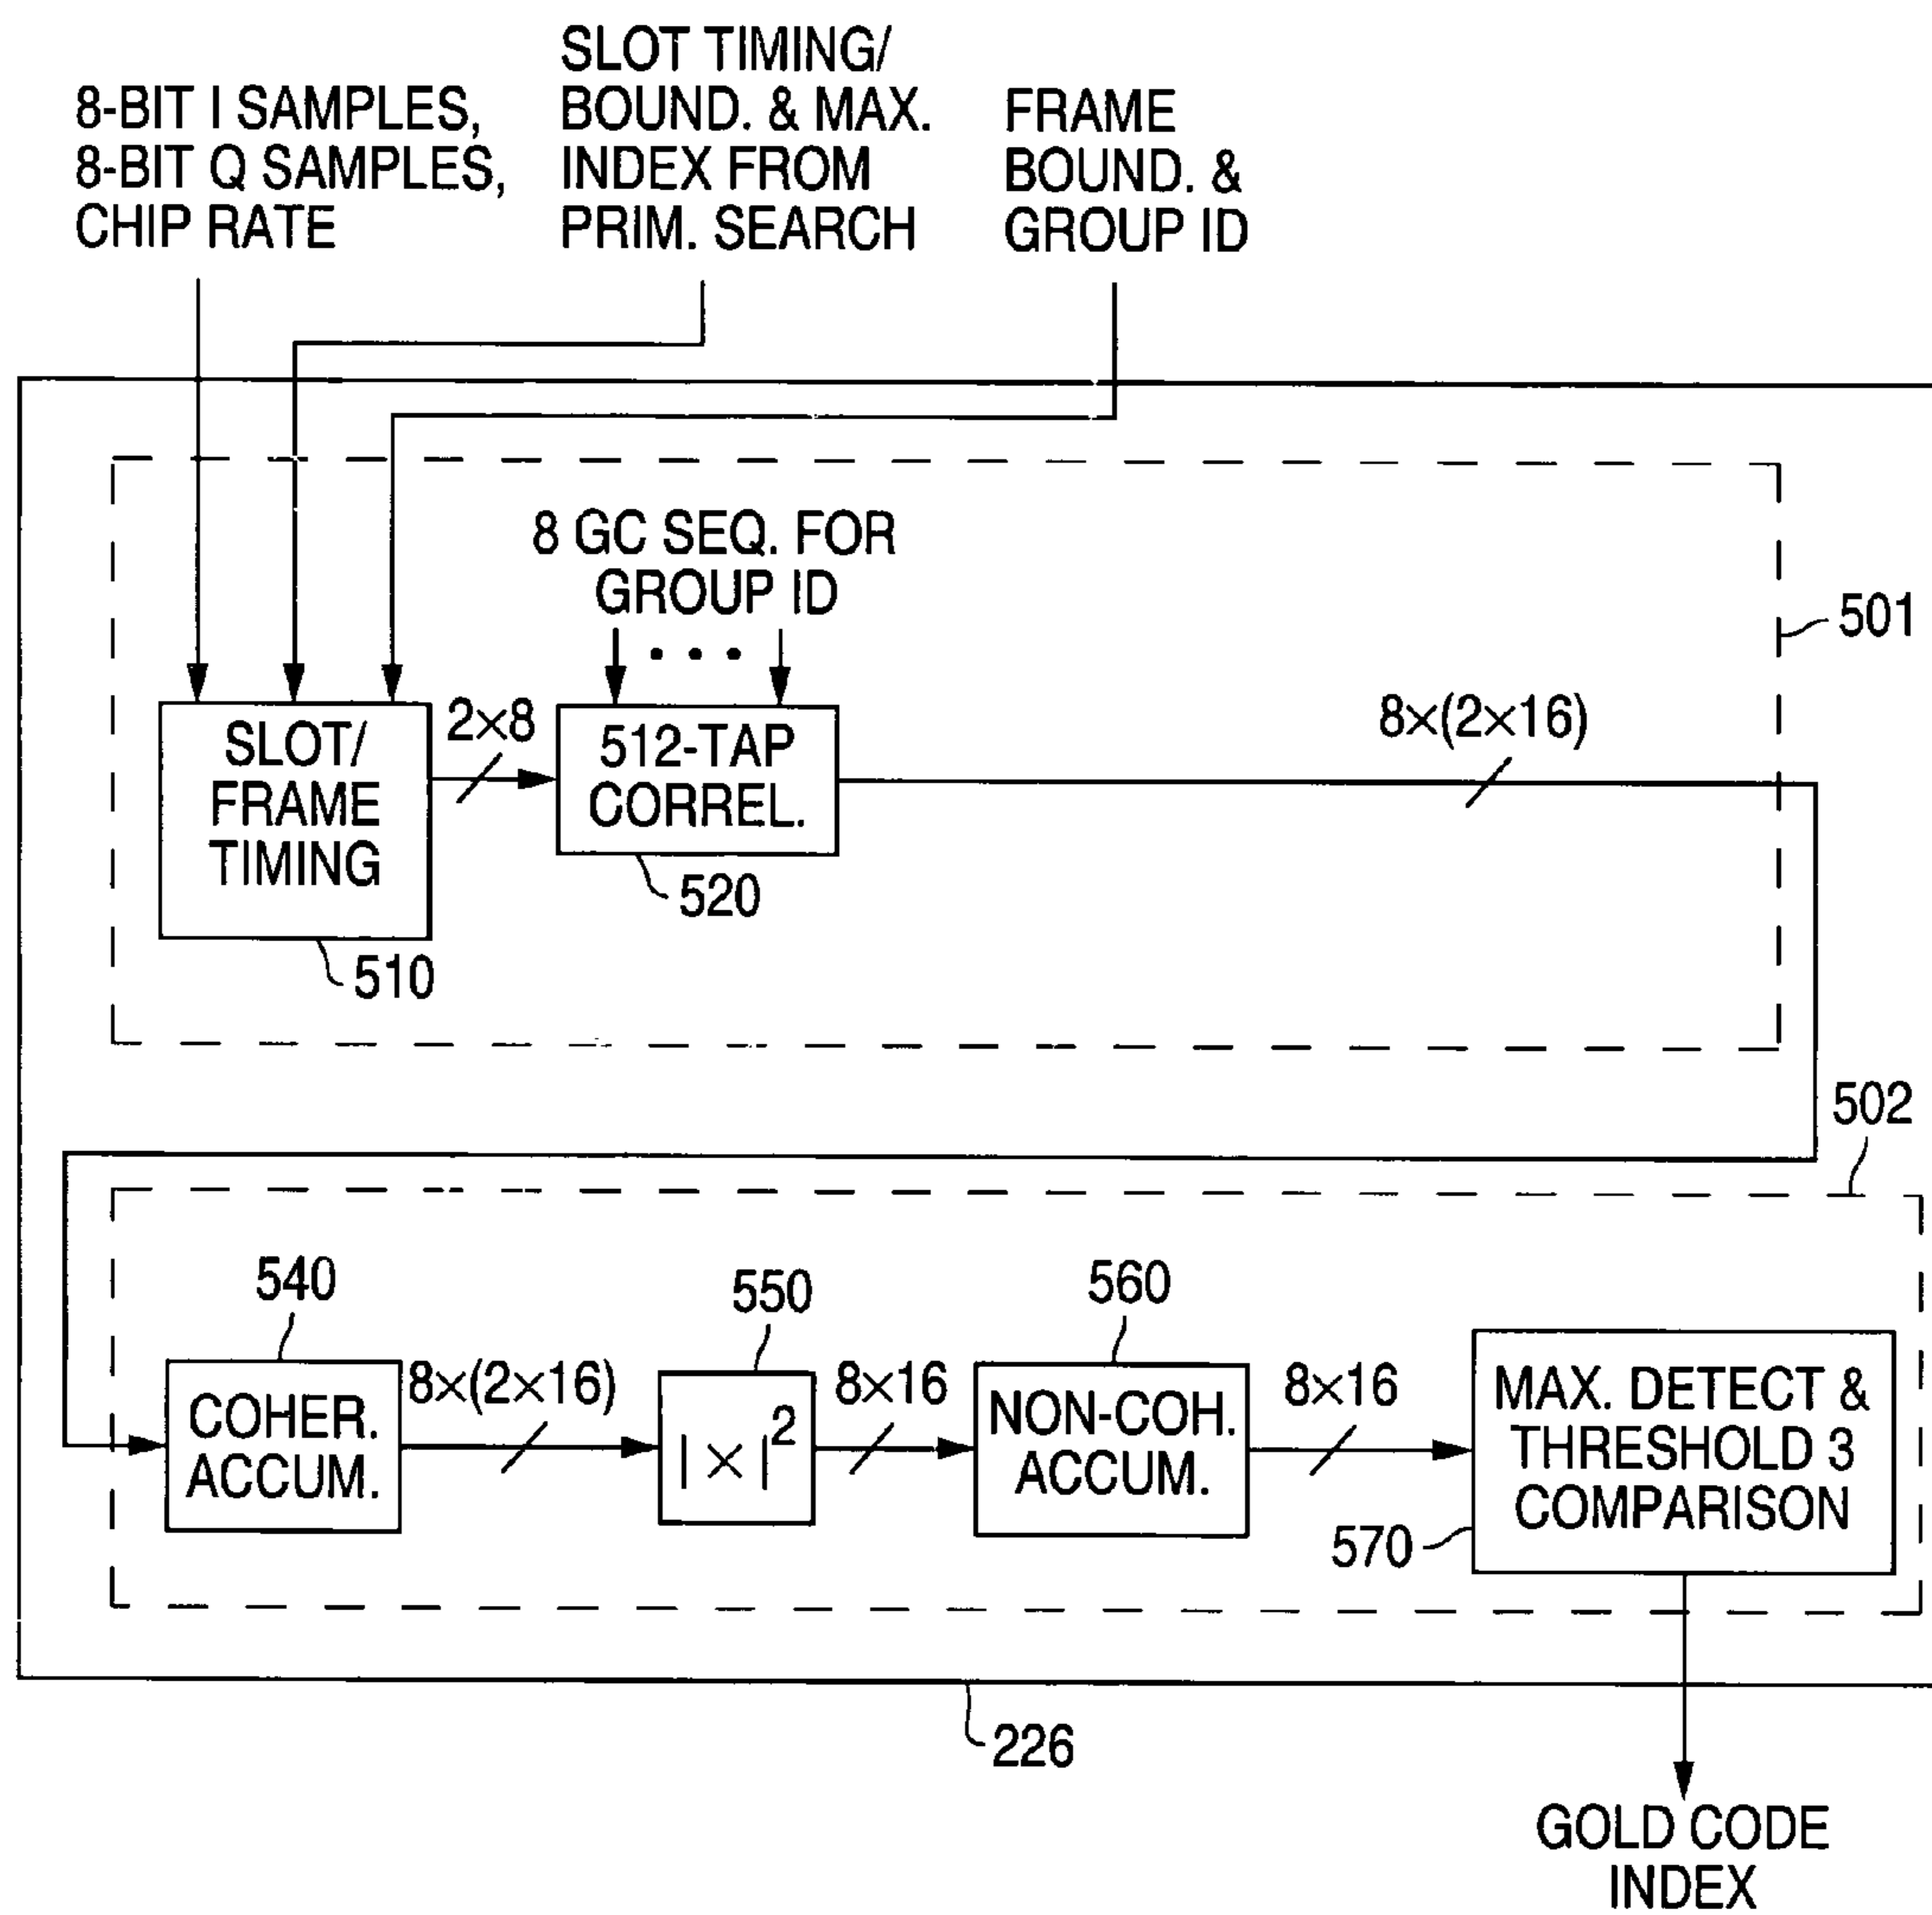 8-BIT I SAMPLES,
8-BIT Q SAMPLES,
CHIP RATE
SLOT TIMING/
BOUND. & MAX.
INDEX FROM
PRIM. SEARCH
FRAME
BOUND. &
GROUP ID
8 GC SEQ. FOR
GROUP ID
501
SLOT/
FRAME
TIMING
2×8
512-TAP
CORREL.
8×(2×16)
520
510
502
540
550
560
COHER.
ACCUM.
8×(2×16)
|×|²
8×16
NON-COH.
ACCUM.
8×16
MAX. DETECT &
THRESHOLD 3
COMPARISON
570
226
GOLD CODE
INDEX